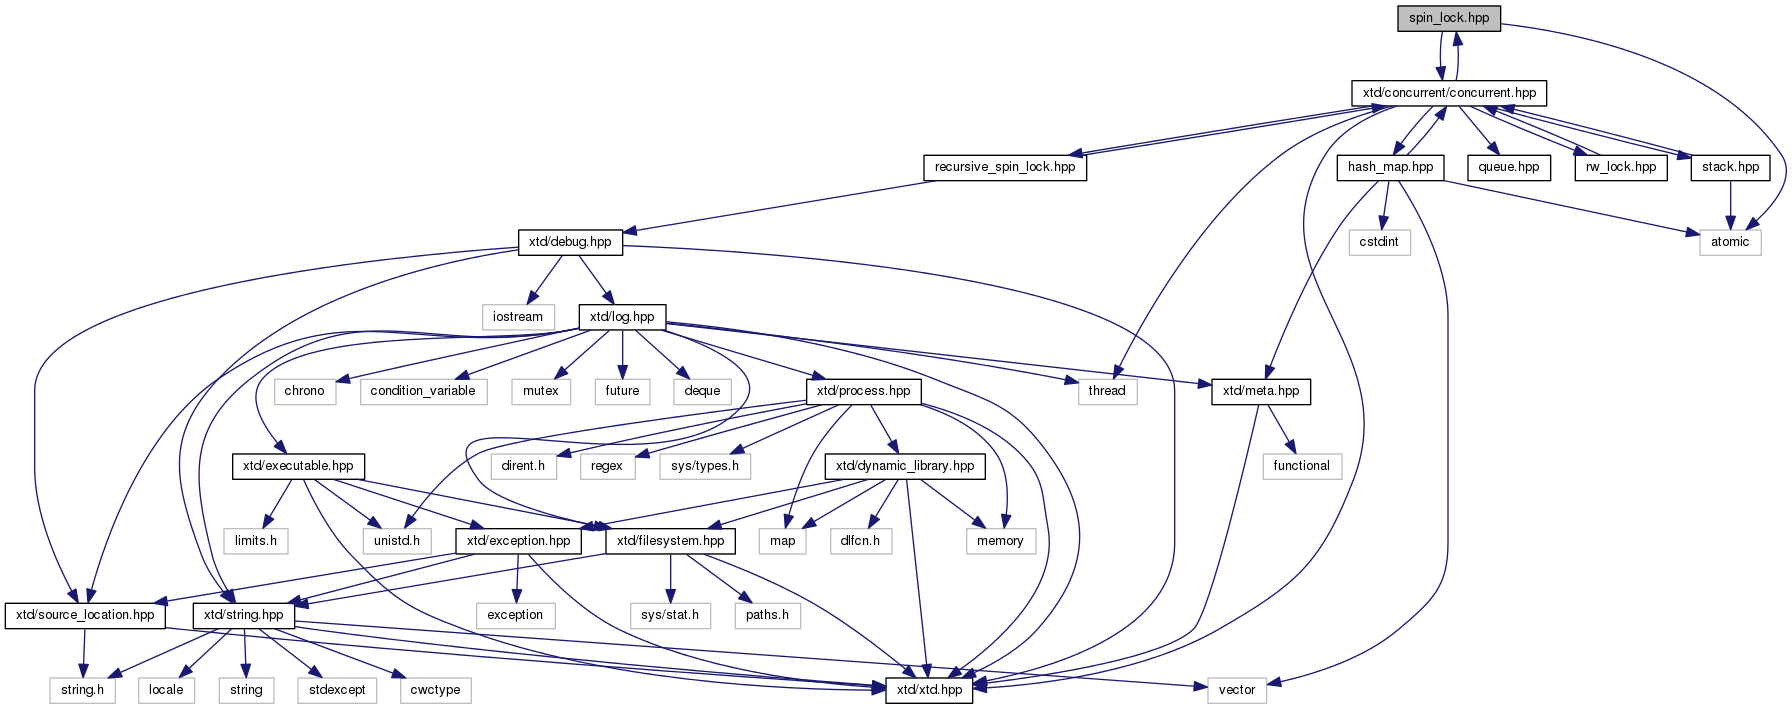 spin_lock.hpp
xtd/concurrent/concurrent.hpp
recursive_spin_lock.hpp
hash_map.hpp
queue.hpp
rw_lock.hpp
stack.hpp
xtd/debug.hpp
cstdint
atomic
iostream
xtd/log.hpp
chrono
condition_variable
mutex
future
deque
xtd/process.hpp
thread
xtd/meta.hpp
xtd/executable.hpp
dirent.h
regex
sys/types.h
xtd/dynamic_library.hpp
functional
limits.h
unistd.h
xtd/exception.hpp
xtd/filesystem.hpp
map
dlfcn.h
memory
xtd/source_location.hpp
xtd/string.hpp
exception
sys/stat.h
paths.h
string.h
locale
string
stdexcept
cwctype
xtd/xtd.hpp
vector